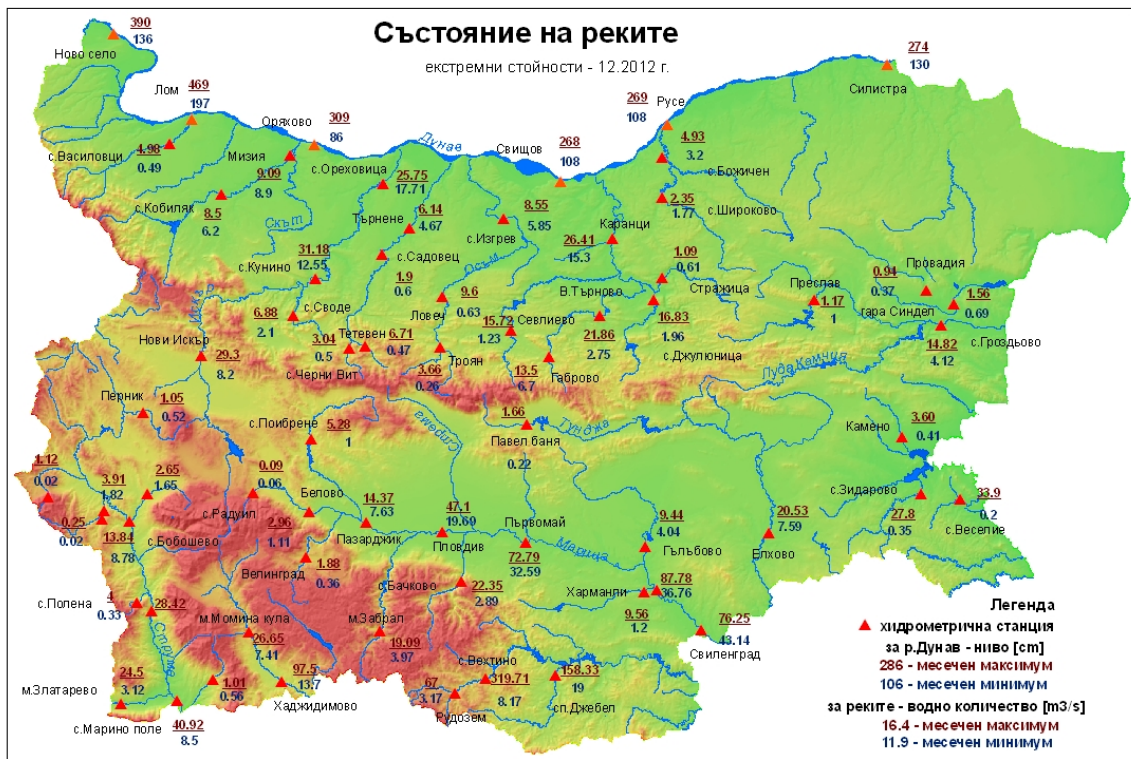 Състояние на реките
екстремни стойности - 12.2012 г.
390
136
Ново село
274
130
Силистра
Лом
469
197
Оряхово
309
86
269
108
Русе
Дунав
Свищов
268
108
с.Василовци
4.98
0.49
Мизия
9.09
8.9
с.Ореховица
25.75
17.71
4.93
3.2
с.Божичен
с.Кобиляк
8.5
6.2
Скът
Търнене
6.14
4.67
с.Изгрев
8.55
5.85
Каранци
26.41
15.3
2.35
1.77
с.Широково
с.Кунино
31.18
12.55
с.Садовец
1.9
0.6
Осъм
1.09
0.61
Стражица
Преслав
1.17
1
0.94
0.37
Провадия
Искър
с.Своде
6.88
2.1
Ловеч
9.6
0.63
В.Търново
16.83
1.96
гара Синдел
1.56
0.69
с.Гроздьово
14.82
4.12
Нови Искър
29.3
8.2
3.04
0.5
с.Черни Вит
Тетевен
6.71
0.47
Троян
3.66
0.26
15.72
1.23
Севлиево
21.86
2.75
13.5
6.7
Габрово
с.Джулюница
Луда Камчия
Перник
1.05
0.52
с.Поибрене
5.28
1
Стряма
1.66
Павел баня
0.22
Тунджа
Камено
3.60
0.41
1.12
0.02
3.91
1.82
2.65
1.65
0.09
0.06
Белово
14.37
7.63
47.1
19.69
Първомай
72.79
32.59
9.44
4.04
Гълъбово
20.53
7.59
Елхово
с.Зидарово
27.8
0.35
33.9
0.2
с.Веселие
0.25
0.02
13.84
8.78
с.Бобошево
с.Радуил
2.96
1.11
Пазарджик
Пловдив
Марица
Велинград
1.88
0.36
с.Бачково
22.35
2.89
Харманли
87.78
36.76
9.56
1.2
76.25
43.14
Свиленград
с.Полена
4
0.33
28.42
Струма
м.Момина кула
26.65
7.41
м.Забрал
19.09
3.97
24.5
3.12
м.Златарево
1.01
0.56
97.5
13.7
Хаджидимово
с.Вехтино
319.71
8.17
67
3.17
Рудозем
158.33
19
сп.Джебел
с.Марино поле
40.92
8.5
Легенда
хидрометрична станция
за р.Дунав - ниво [cm]
286 - месечен максимум
106 - месечен минимум
за реките - водно количество [m3/s]
16.4 - месечен максимум
11.9 - месечен минимум